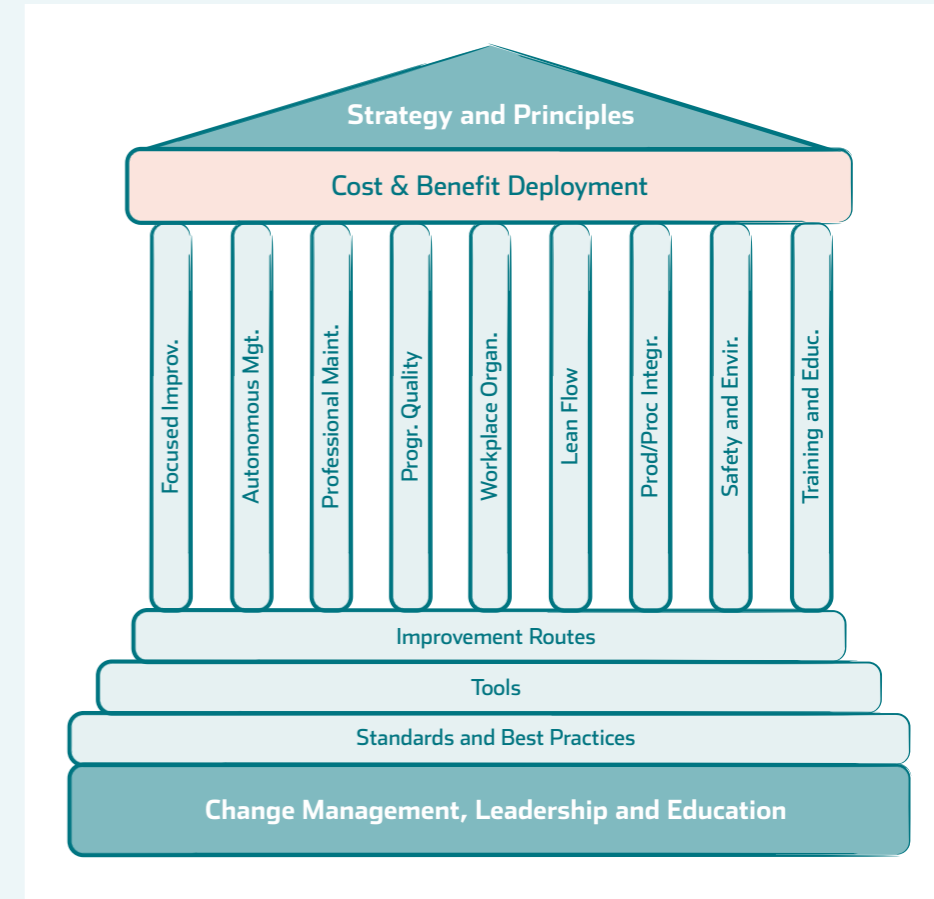 Strategy and Principles
Cost & Benefit Deployment
Focused Improv.
Autonomous Mgt.
Professional Maint.
Progr. Quality
Workplace Organ.
Lean Flow
Prod/Proc Integr.
Safety and Envir.
Training and Educ.
Improvement Routes
Tools
Standards and Best Practices
Change Management, Leadership and Education